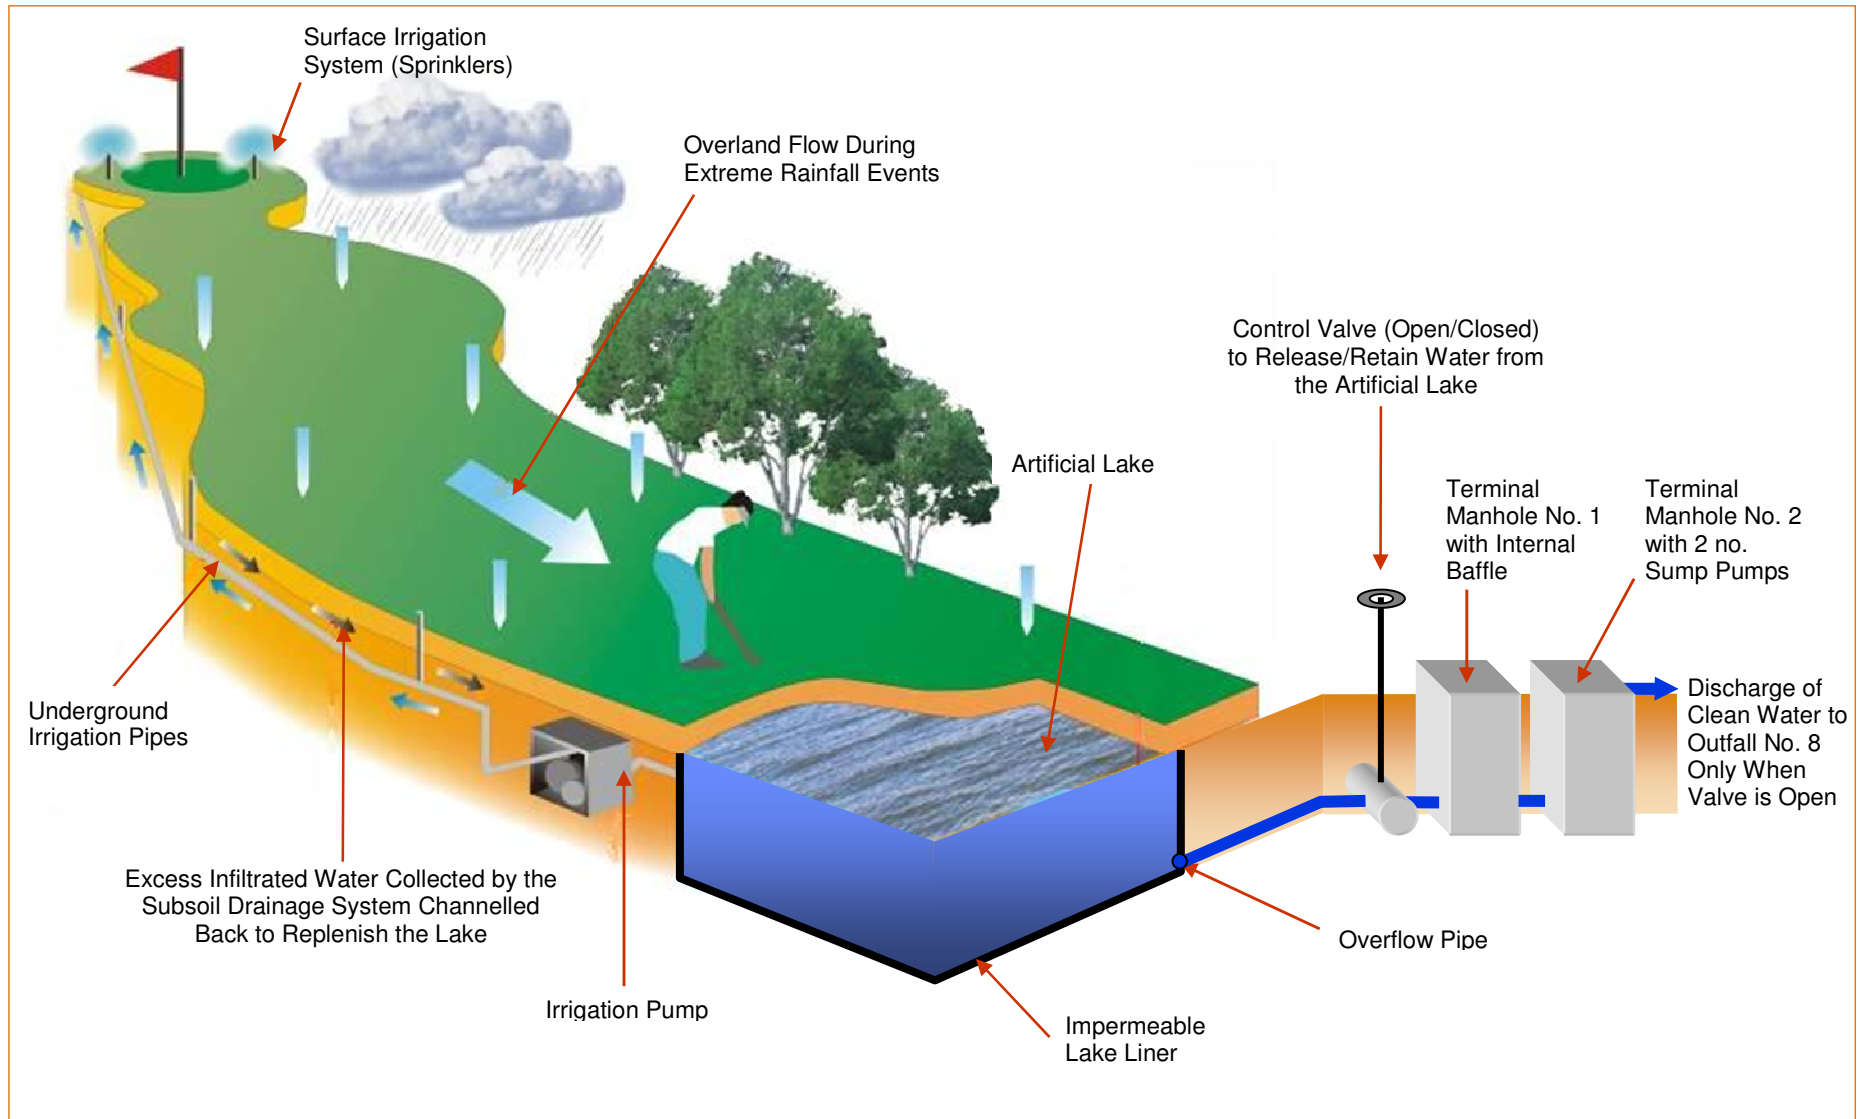 Surface Irrigation
System (Sprinklers)
Overland Flow During
Extreme Rainfall Events
Control Valve (Open/Closed)
to Release/Retain Water from
the Artificial Lake
Artificial Lake
Terminal
Manhole No. 1
with Internal
Baffle
Terminal
Manhole No. 2
with 2 no.
Sump Pumps
Underground
Irrigation Pipes
Discharge of
Clean Water to
Outfall No. 8
Only When
Valve is Open
Excess Infiltrated Water Collected by the
Subsoil Drainage System Channelled
Back to Replenish the Lake
Overflow Pipe
Irrigation Pump
Impermeable
Lake Liner